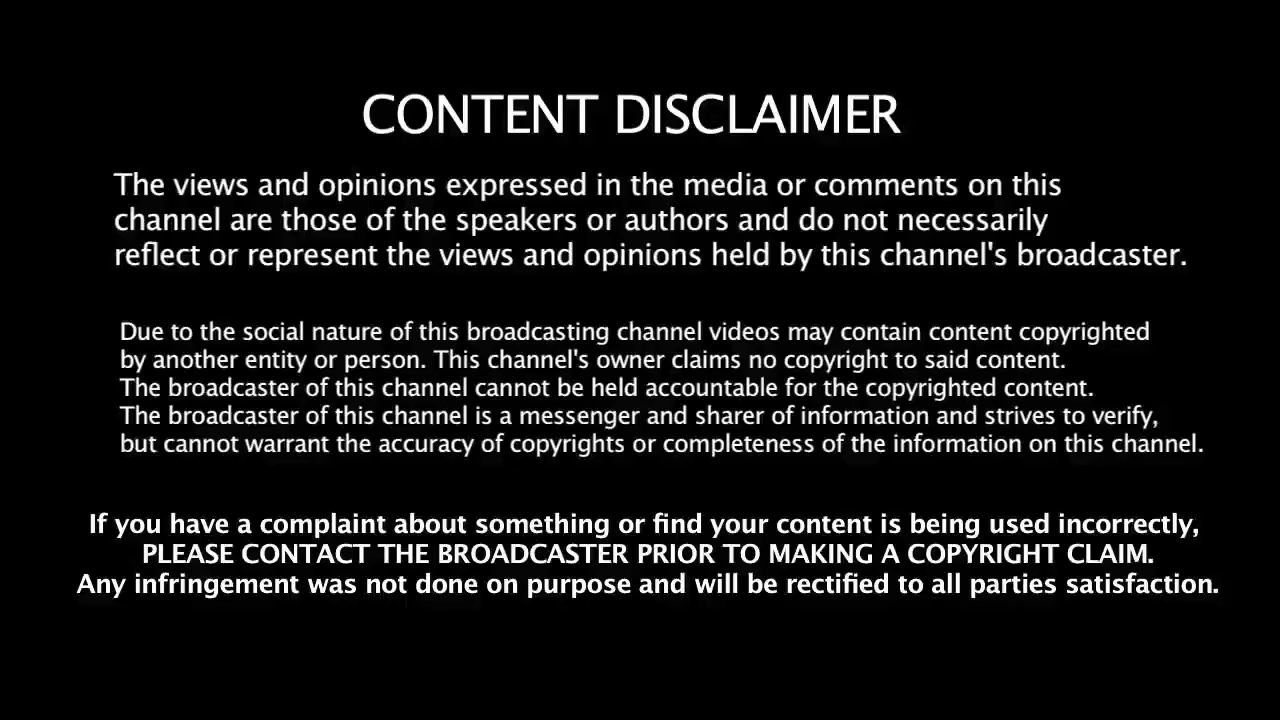 CONTENT DISCLAIMER
The views and opinions expressed in the media or comments on this
channel are those of the speakers or authors and do not necessarily
reflect or represent the views and opinions held by this channel's broadcaster.
Due to the social nature of this broadcasting channel videos may contain content copyrighted
by another entity or person. This channel's owner claims no copyright to said content.
The broadcaster of this channel cannot be held accountable for the copyrighted content.
The broadcaster of this channel is a messenger and sharer of information and strives to verify,
but cannot warrant the accuracy of copyrights or completeness of the information on this channel.
If you have a complaint about something or find your content is being used incorrectly,
PLEASE CONTACT THE BROADCASTER PRIOR TO MAKING A COPYRIGHT CLAIM.
Any infringement was not done on purpose and will be rectified to all parties satisfaction.